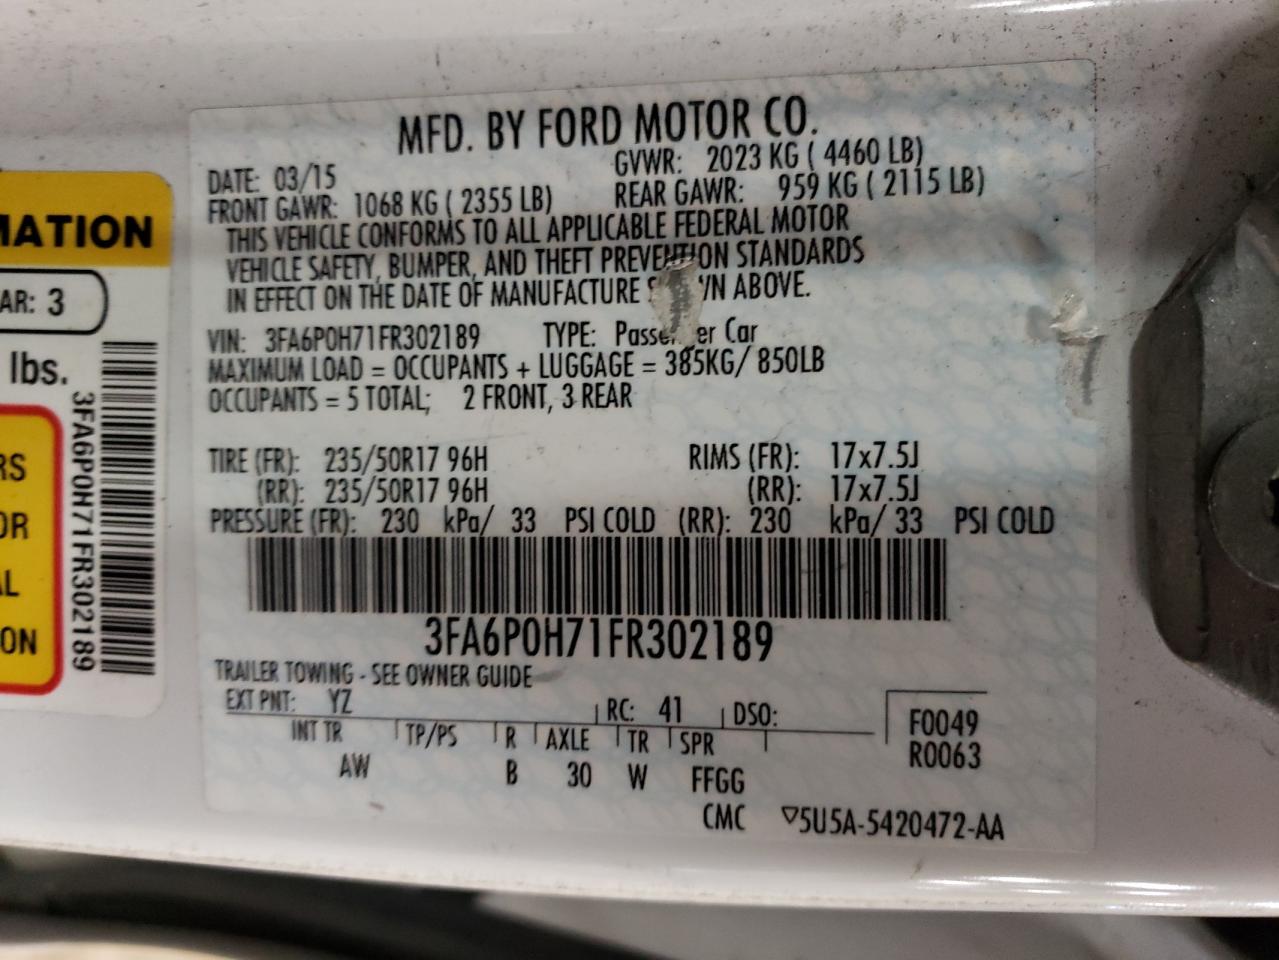 MFD. BY FORD MOTOR CO.
DATE: 03/15 GVWR: 2023 KG ( 4460 LB)
FRONT GAWR: 1068 KG ( 2355 LB) REAR GAWR: 959 KG ( 2115 LB)
THIS VEHICLE CONFORMS TO ALL APPLICABLE FEDERAL MOTOR
VEHICLE SAFETY, BUMPER, AND THEFT PREVENTION STANDARDS
IN EFFECT ON THE DATE OF MANUFACTURE ABOVE.
VIN: 3FA6P0H71FR302189 TYPE: Car
MAXIMUM LOAD = OCCUPANTS + LUGGAGE = 385KG/ 850LB
OCCUPANTS = 5 TOTAL; 2 FRONT, 3 REAR
TIRE (FR): 235/50R17 96H RIMS (FR): 17x7.5J
(RR): 235/50R17 96H (RR): 17x7.5J
PRESSURE (FR): 230 kPa/ 33 PSI COLD (RR): 230 kPa/ 33 PSI COLD
3FA6P0H71FR302189
TRAILER TOWING - SEE OWNER GUIDE
EXT PNT: YZ RC: 41 DSO:
INT TR TP/PS R AXLE TR SPR
AW B 30 W FFGG
F0049
R0063
CMC ▽5U5A-5420472-AA
MATION
AR: 3
lbs.
3FA6P0H71FR302189
RS
OR
AL
ON